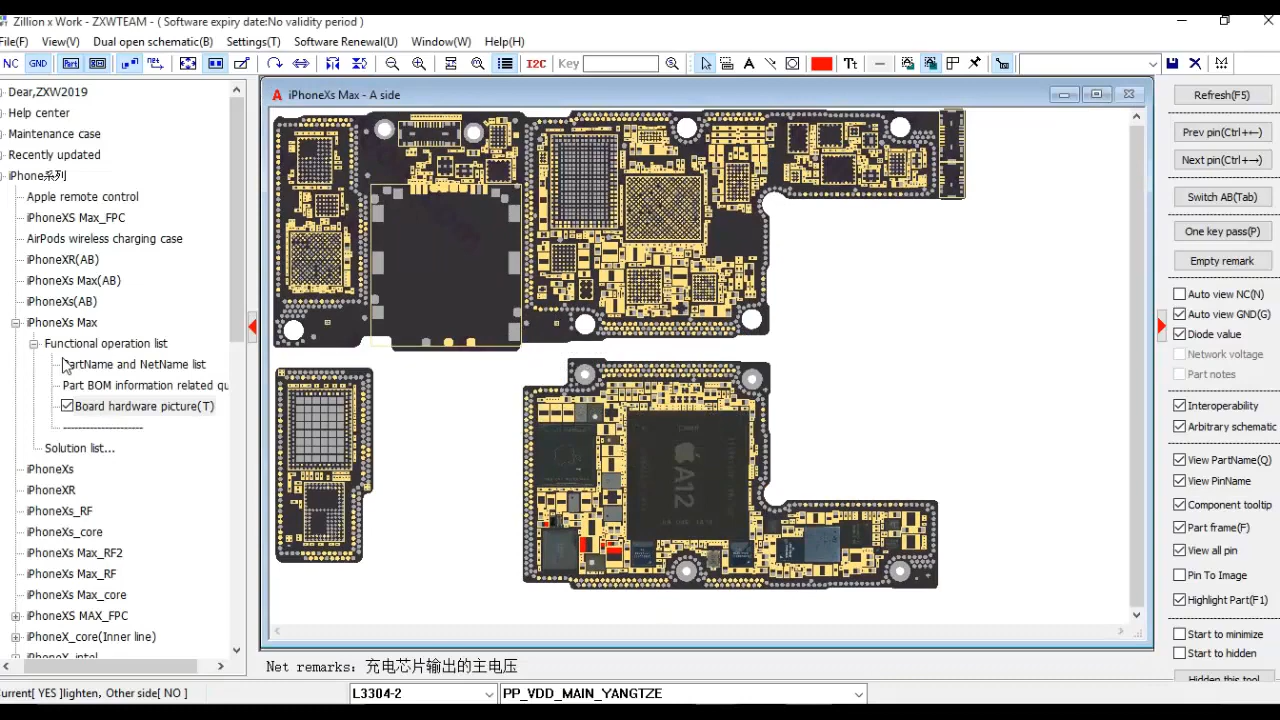 Zillion x Work - ZXWTEAM - ( Software expiry date:No validity period )
File(F) View(V) Dual open schematic(B) Settings(T) Software Renewal(U) Window(W) Help(H)
NC GND Part net I2C Key A Tt
Dear,ZXW2019
Help center
Maintenance case
Recently updated
iPhone系列
Apple remote control
iPhoneXS Max_FPC
AirPods wireless charging case
iPhoneXR(AB)
iPhoneXs Max(AB)
iPhoneXs(AB)
iPhoneXs Max
Functional operation list
PartName and NetName list
Part BOM information related qu
Board hardware picture(T)
--------------------
Solution list...
iPhoneXs
iPhoneXR
iPhoneXs_RF
iPhoneXs_core
iPhoneXs Max_RF2
iPhoneXs Max_RF
iPhoneXs Max_core
iPhoneXS MAX_FPC
iPhoneX_core(Inner line)
iPhoneX_intel
A iPhoneXs Max - A side
A12
Net remarks: 充电芯片输出的主电压
Refresh(F5)
Prev pin(Ctrl+←)
Next pin(Ctrl+→)
Switch AB(Tab)
One key pass(P)
Empty remark
Auto view NC(N)
Auto view GND(G)
Diode value
Network voltage
Part notes
Interoperability
Arbitrary schematic
View PartName(Q)
View PinName
Component tooltip
Part frame(F)
View all pin
Pin To Image
Highlight Part(F1)
Start to minimize
Start to hidden
Hidden this tool
Current[ YES ]lighten, Other side[ NO ] L3304-2 PP_VDD_MAIN_YANGTZE